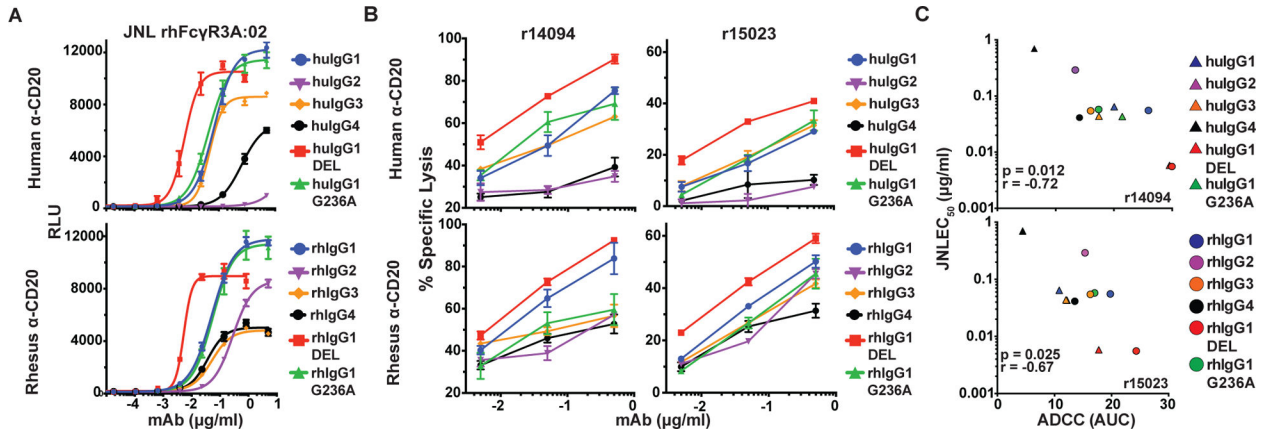 A
JNL rhFcγR3A:02
Human α-CD20
12000
8000
4000
0
huIgG1
huIgG2
huIgG3
huIgG4
huIgG1
DEL
huIgG1
G236A
RLU
Rhesus α-CD20
12000
8000
4000
0
-4
-3
-2
-1
0
1
mAb (µg/ml)
rhIgG1
rhIgG2
rhIgG3
rhIgG4
rhIgG1
DEL
rhIgG1
G236A
B
r14094
r15023
Human α-CD20
% Specific Lysis
100
80
60
40
20
60
40
20
0
huIgG1
huIgG2
huIgG3
huIgG4
huIgG1
DEL
huIgG1
G236A
Rhesus α-CD20
100
80
60
40
20
-2
-1
0
60
40
20
0
-2
-1
0
mAb (µg/ml)
rhIgG1
rhIgG2
rhIgG3
rhIgG4
rhIgG1
DEL
rhIgG1
G236A
C
JNLEC50 (µg/ml)
1
0.1
0.01
0.001
p = 0.012
r = -0.72
r14094
1
0.1
0.01
0.001
p = 0.025
r = -0.67
r15023
0
10
20
30
ADCC (AUC)
huIgG1
huIgG2
huIgG3
huIgG4
huIgG1
DEL
huIgG1
G236A
rhIgG1
rhIgG2
rhIgG3
rhIgG4
rhIgG1
DEL
rhIgG1
G236A